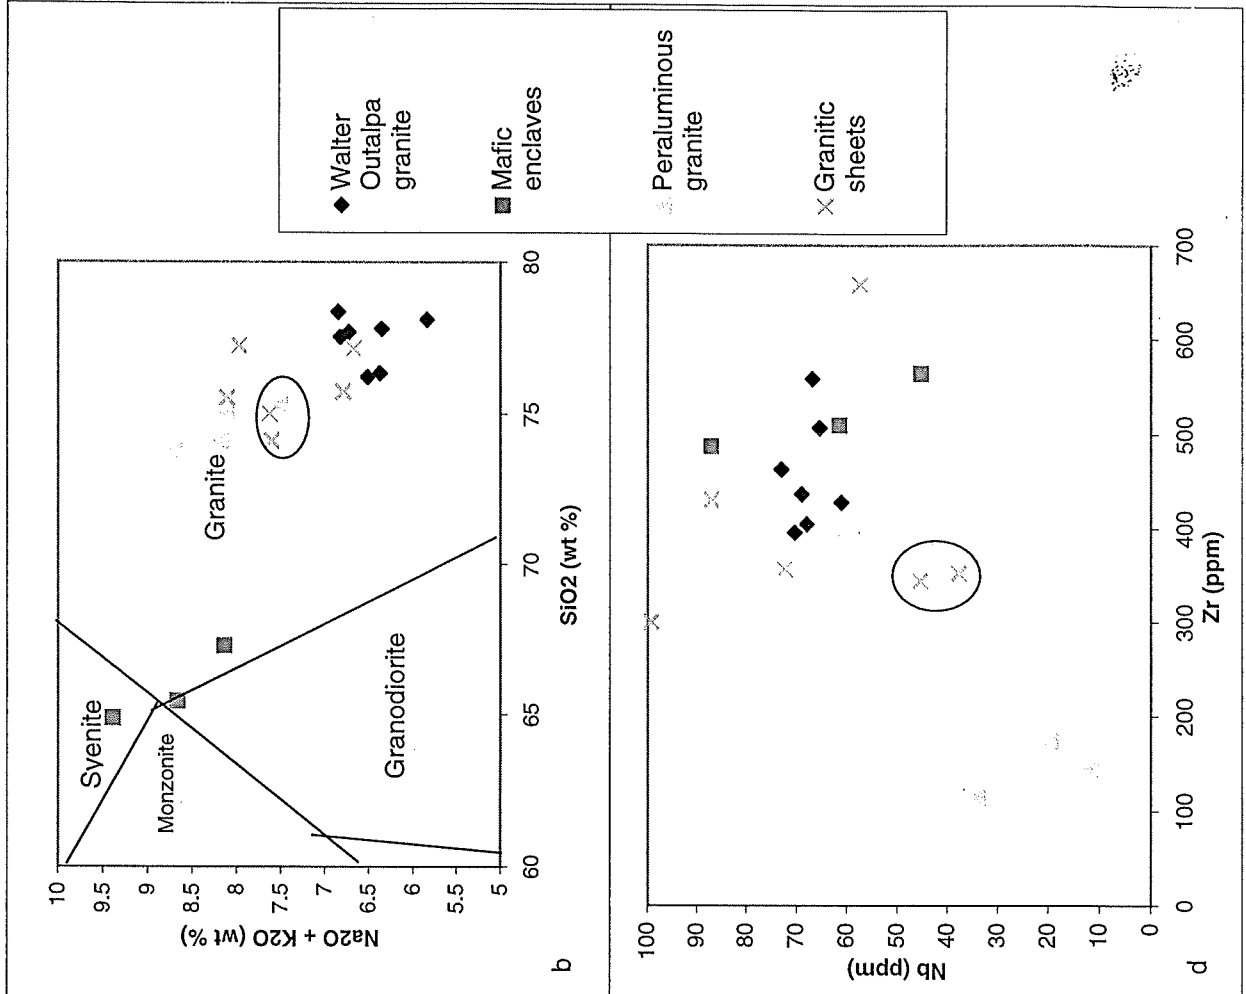 Walter
Outalpa
granite
Mafic
enclaves
Peraluminous
granite
Granitic
sheets
b
Na2O + K2O (wt %)
10
9.5
9
8.5
8
7.5
7
6.5
6
5.5
5
60
65
70
75
80
SiO2 (wt %)
Syenite
Monzonite
Granodiorite
Granite
d
Nb (ppm)
100
90
80
70
60
50
40
30
20
10
0
0
100
200
300
400
500
600
700
Zr (ppm)